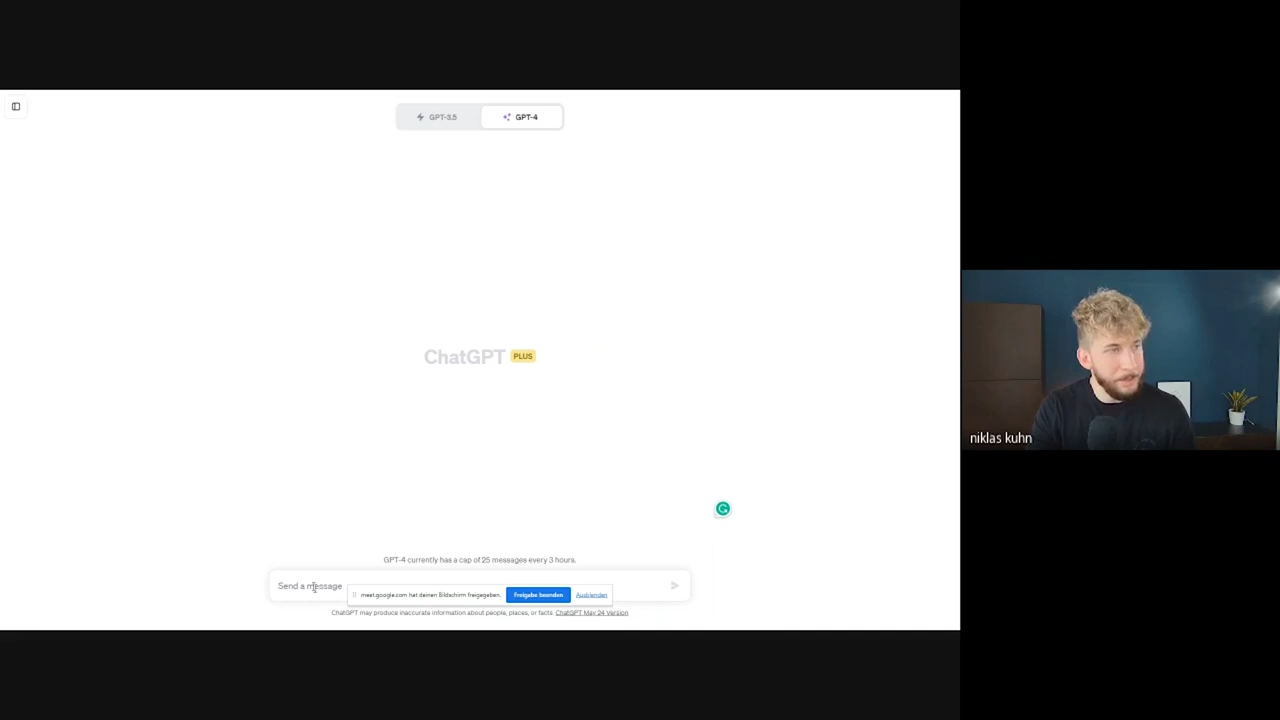 GPT-3.5
GPT-4
ChatGPT PLUS
GPT-4 currently has a cap of 25 messages every 3 hours.
Send a message
meet.google.com hat deinen Bildschirm freigegeben. Freigabe beenden Ausblenden
ChatGPT may produce inaccurate information about people, places, or facts. ChatGPT May 24 Version
niklas kuhn